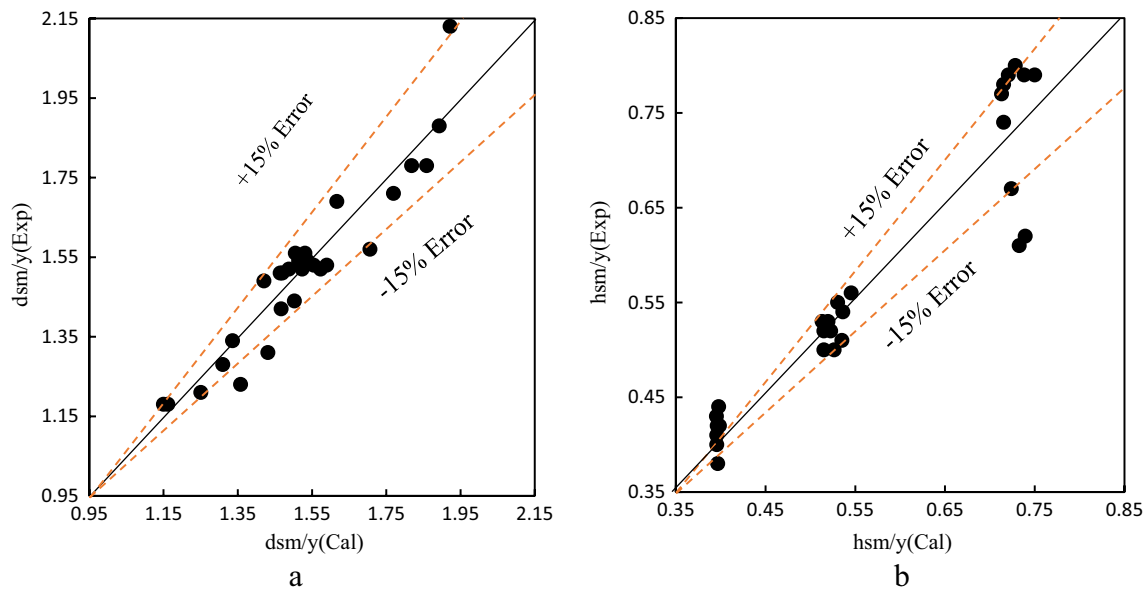 2.15
1.95
1.75
1.55
1.35
1.15
0.95
dsm/y(Exp)
+15% Error
-15% Error
0.95 1.15 1.35 1.55 1.75 1.95 2.15
dsm/y(Cal)
a
0.85
0.75
0.65
0.55
0.45
0.35
hsm/y(Exp)
+15% Error
-15% Error
0.35 0.45 0.55 0.65 0.75 0.85
hsm/y(Cal)
b